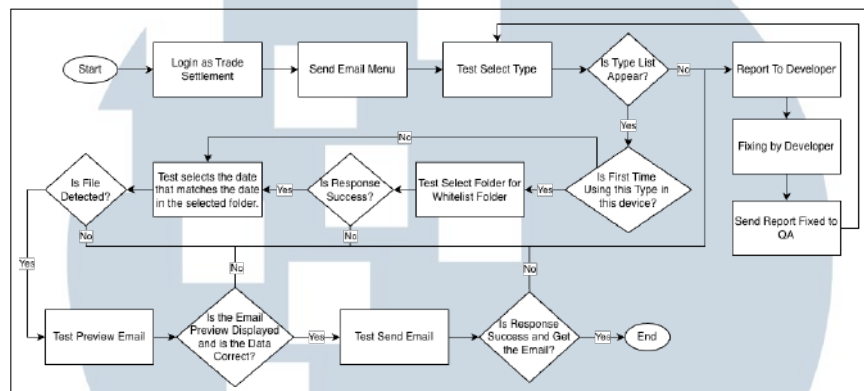 Start
Login as Trade
Settlement
Send Email Menu
Test Select Type
Is Type List
Appear?
No
Report To Developer
Yes
No
Fixing by Developer
Is File
Detected?
Test selects the date
that matches the date
in the selected folder.
Yes
Is Response
Success?
Yes
Test Select Folder for
Whitelist Folder
Yes
Is First Time
Using this Type in
this device?
Send Report Fixed to
QA
No
No
Yes
No
No
Test Preview Email
Is the Email
Preview Displayed
and is the Data
Correct?
Yes
Test Send Email
Is Response
Success and Get
the Email?
Yes
End